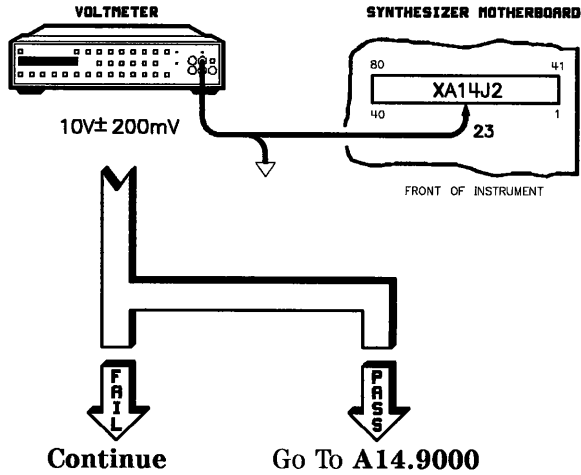 VOLTMETER
SYNTHESIZER MOTHERBOARD
80 41
XA14J2
40 1
10V± 200mV
23
FRONT OF INSTRUMENT
FAIL
PASS
Continue
Go To A14.9000